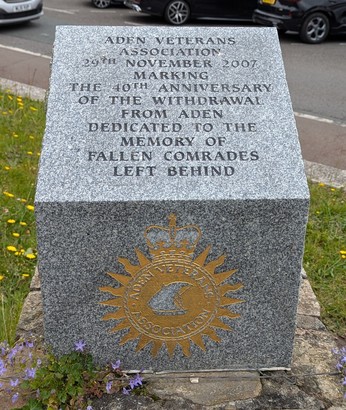 ADEN VETERANS
ASSOCIATION
29TH NOVEMBER 2007
MARKING
THE 40TH ANNIVERSARY
OF THE WITHDRAWAL
FROM ADEN
DEDICATED TO THE
MEMORY OF
FALLEN COMRADES
LEFT BEHIND
ADEN VETERANS
ASSOCIATION